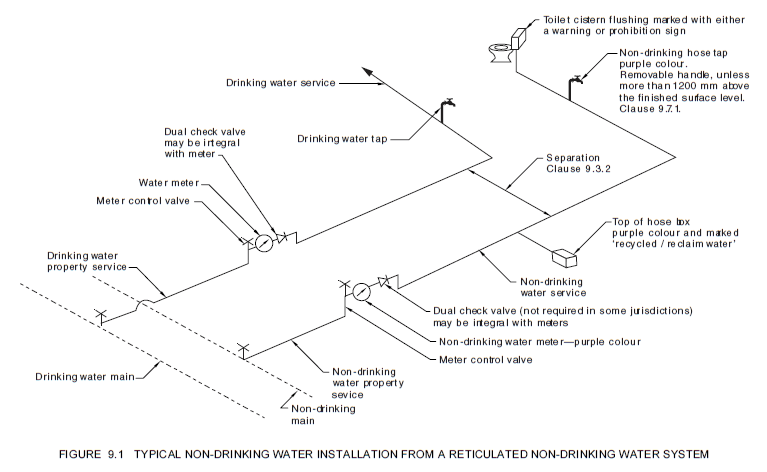 Toilet cistern flushing marked with either
a warning or prohibition sign
Non-drinking hose tap
purple colour.
Removable handle, unless
more than 1200 mm above
the finished surface level.
Clause 9.7.1.
Drinking water service
Drinking water tap
Dual check valve
may be integral
with meter
Separation
Clause 9.3.2
Water meter
Meter control valve
Top of hose box
purple colour and marked
'recycled / reclaim water'
Drinking water
property service
Non-drinking
water service
Dual check valve (not required in some jurisdictions)
may be integral with meters
Non-drinking water meter—purple colour
Meter control valve
Drinking water main
Non-drinking
water property
sevice
Non-drinking
main
FIGURE 9.1 TYPICAL NON-DRINKING WATER INSTALLATION FROM A RETICULATED NON-DRINKING WATER SYSTEM